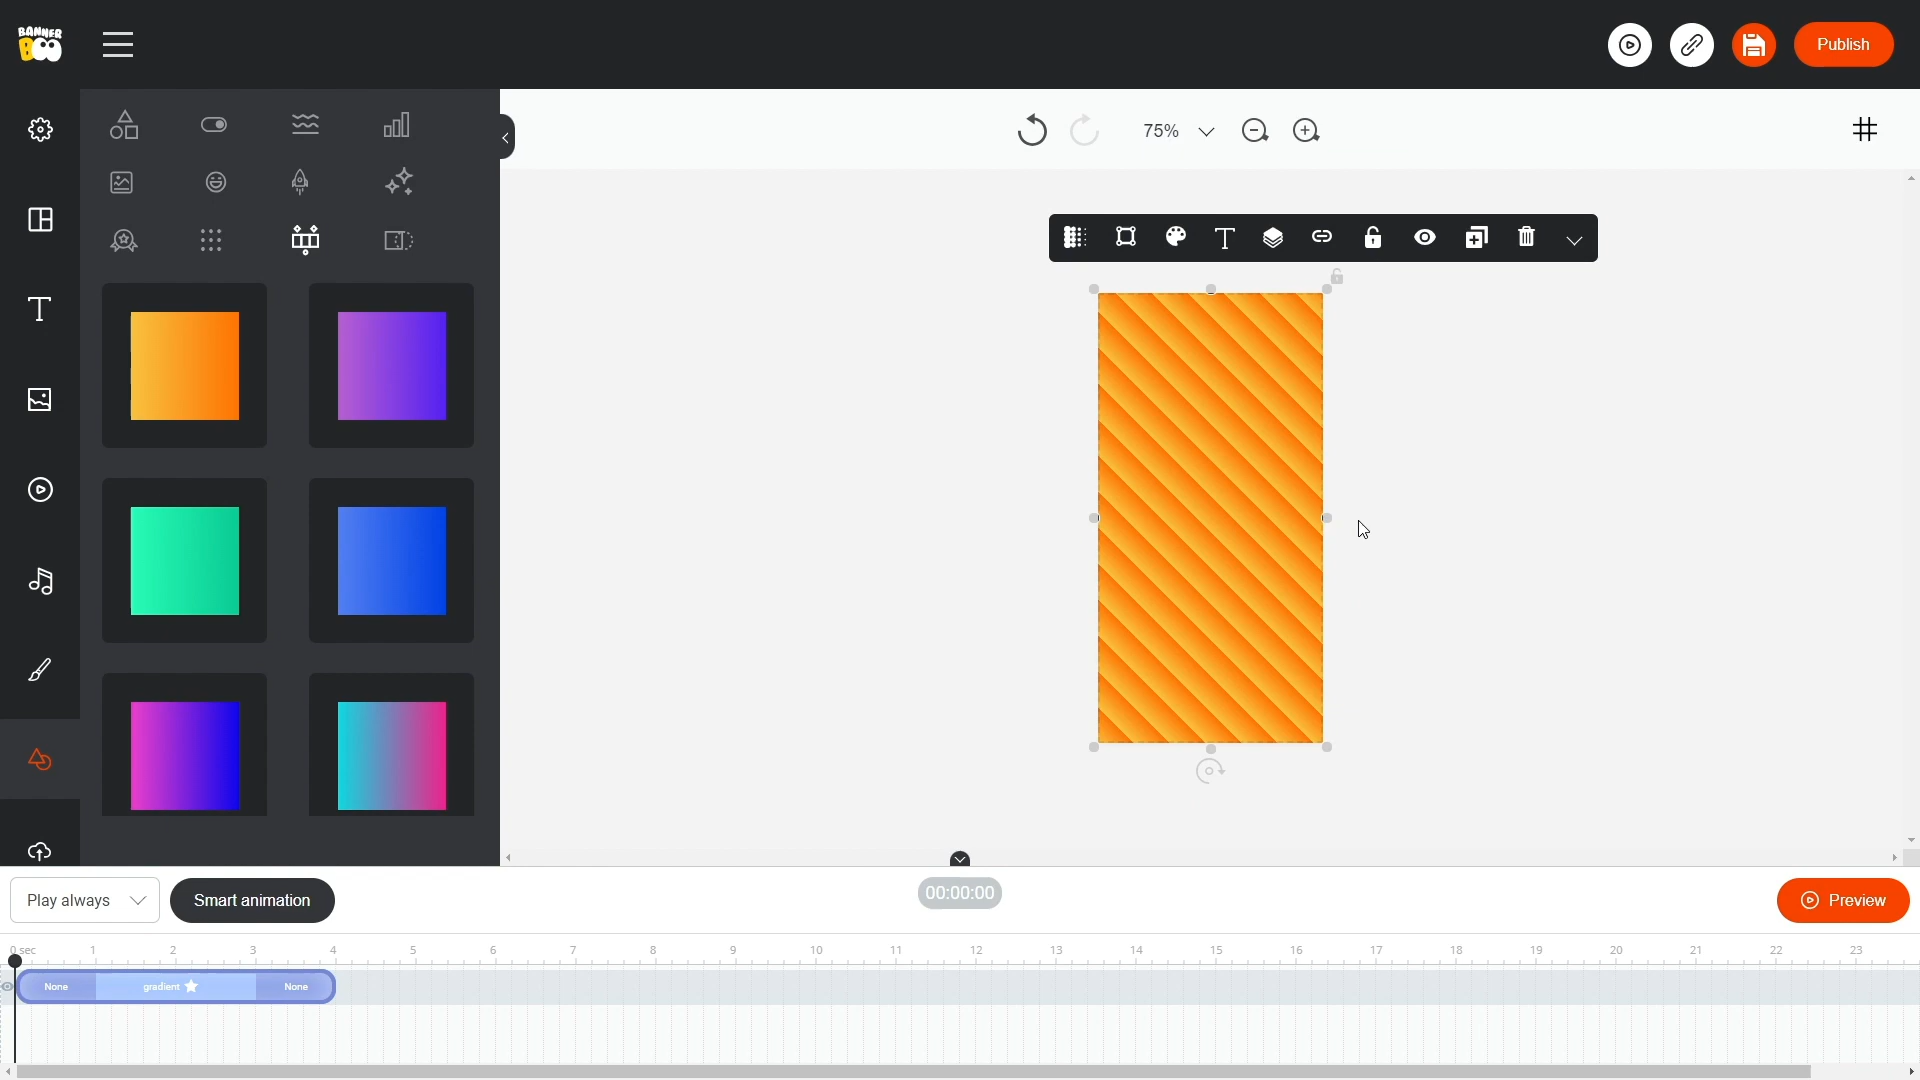 BANNER
BOO
Publish
75%
Play always
Smart animation
00:00:00
Preview
0 sec 1 2 3 4 5 6 7 8 9 10 11 12 13 14 15 16 17 18 19 20 21 22 23
None gradient None